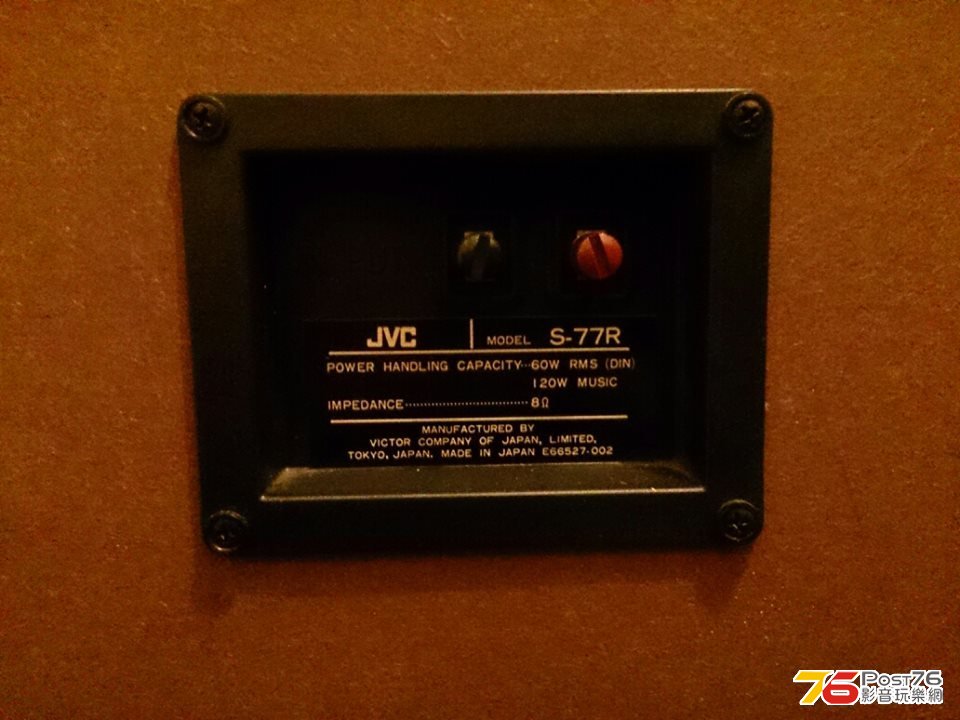 JVC MODEL S-77R
POWER HANDLING CAPACITY··60W RMS (DIN)
120W MUSIC
IMPEDANCE······························8Ω
MANUFACTURED BY
VICTOR COMPANY OF JAPAN, LIMITED,
TOKYO, JAPAN. MADE IN JAPAN E66527-002
76 Post76
影音玩樂網